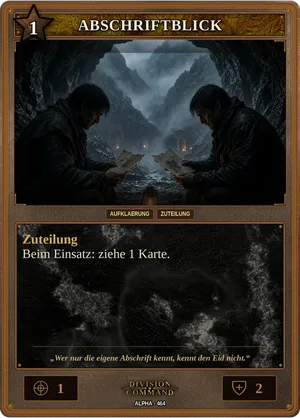 1
ABSCHRIFTBLICK
AUFKLAERUNG
ZUTEILUNG
Zuteilung
Beim Einsatz: ziehe 1 Karte.
„Wer nur die eigene Abschrift kennt, kennt den Eid nicht.“
1
DIVISION
COMMAND
ALPHA · 464
2